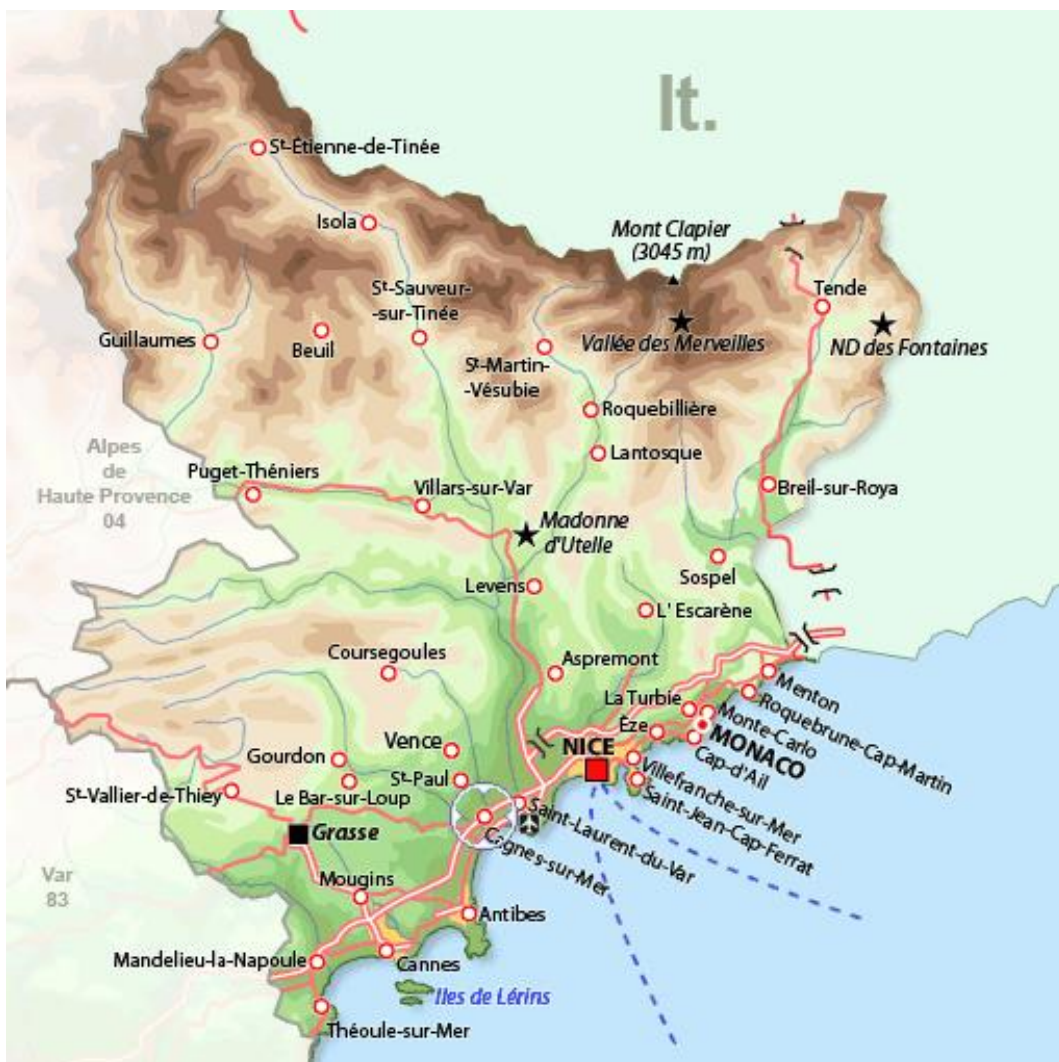 It.
St-Étienne-de-Tinée
Isola
Mont Clapier
(3045 m)
St-Sauveur-
-sur-Tinée
Tende
Guillaumes
Beuil
Vallée des Merveilles
ND des Fontaines
St-Martin-
-Vésubie
Roquebillière
Alpes
de
Haute Provence
04
Lantosque
Puget-Théniers
Villars-sur-Var
Breil-sur-Roya
Madonne
d'Utelle
Levens
Sospel
L' Escarène
Coursegoules
Aspremont
Menton
La Turbie
Roquebrune-Cap-Martin
Monte-Carlo
Èze
MONACO
Cap-d'Ail
Vence
NICE
Gourdon
Villefranche-sur-Mer
St-Paul
Saint-Jean-Cap-Ferrat
St-Vallier-de-Thiey
Le Bar-sur-Loup
Saint-Laurent-du-Var
Grasse
Cagnes-sur-Mer
Var
83
Mougins
Antibes
Mandelieu-la-Napoule
Cannes
Iles de Lérins
Théoule-sur-Mer